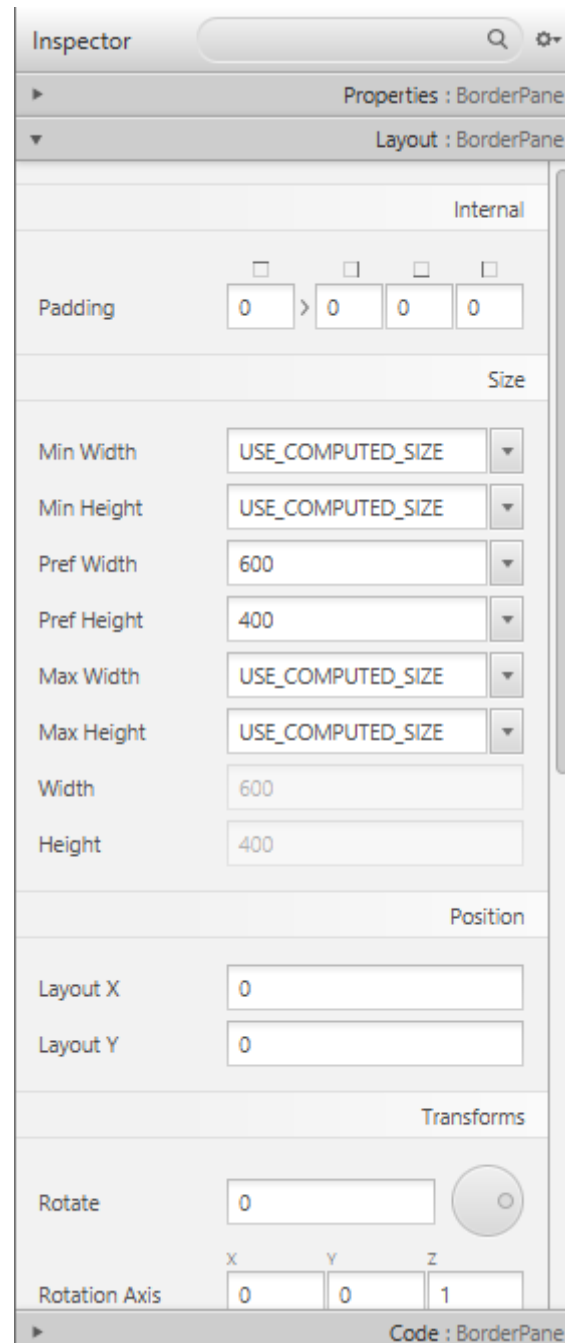 Inspector
Properties : BorderPane
Layout : BorderPane
Internal
Padding 0 > 0 0 0
Size
Min Width USE_COMPUTED_SIZE
Min Height USE_COMPUTED_SIZE
Pref Width 600
Pref Height 400
Max Width USE_COMPUTED_SIZE
Max Height USE_COMPUTED_SIZE
Width 600
Height 400
Position
Layout X 0
Layout Y 0
Transforms
Rotate 0
X Y Z
Rotation Axis 0 0 1
Code : BorderPane